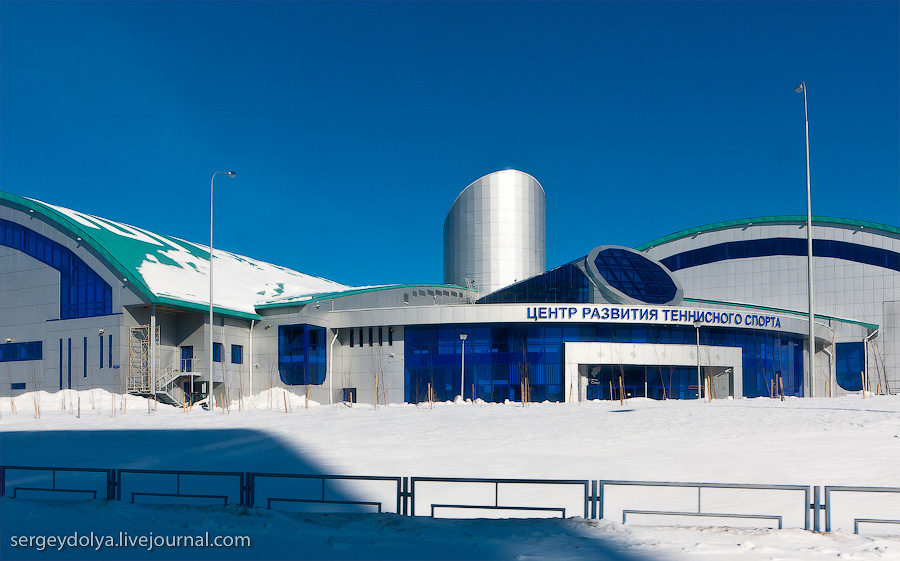 ЦЕНТР РАЗВИТИЯ ТЕННИСНОГО СПОРТА
sergeydolya.livejournal.com